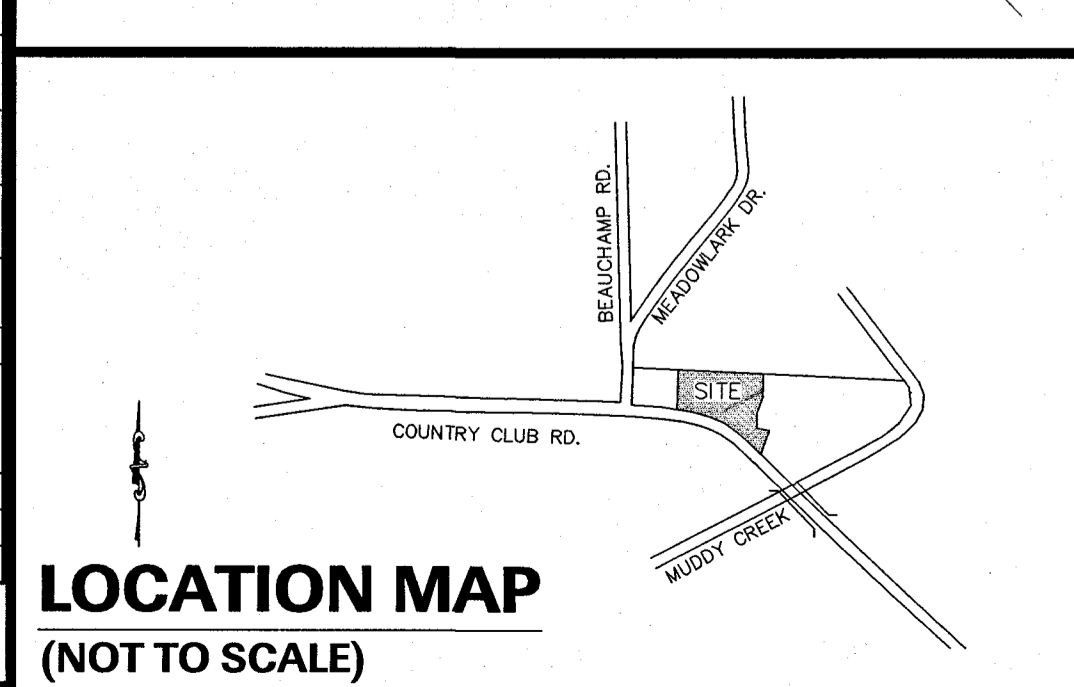 BEAUCHAMP RD.
MEADOWLARK DR.
SITE
COUNTRY CLUB RD.
MUDDY CREEK
LOCATION MAP
(NOT TO SCALE)